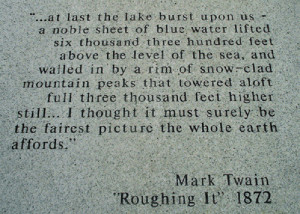 "...at last the lake burst upon us -
a noble sheet of blue water lifted
six thousand three hundred feet
above the level of the sea, and
walled in by a rim of snow-clad
mountain peaks that towered aloft
full three thousand feet higher
still... I thought it must surely be
the fairest picture the whole earth
affords."
Mark Twain
"Roughing It" 1872